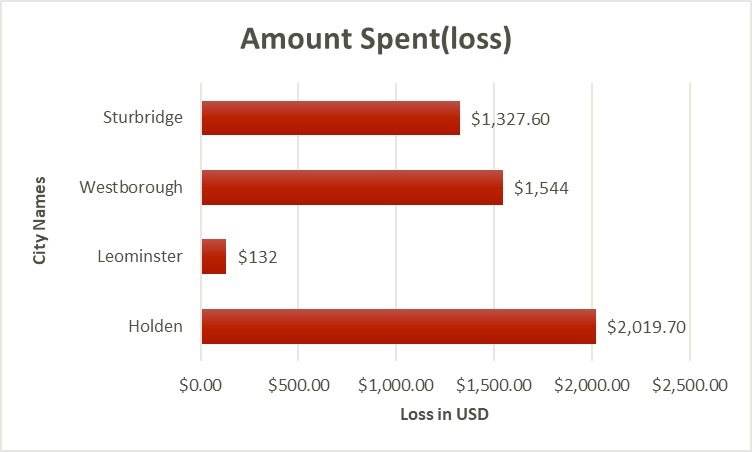 Amount Spent(loss)
City Names
Sturbridge $1,327.60
Westborough $1,544
Leominster $132
Holden $2,019.70
$0.00 $500.00 $1,000.00 $1,500.00 $2,000.00 $2,500.00
Loss in USD